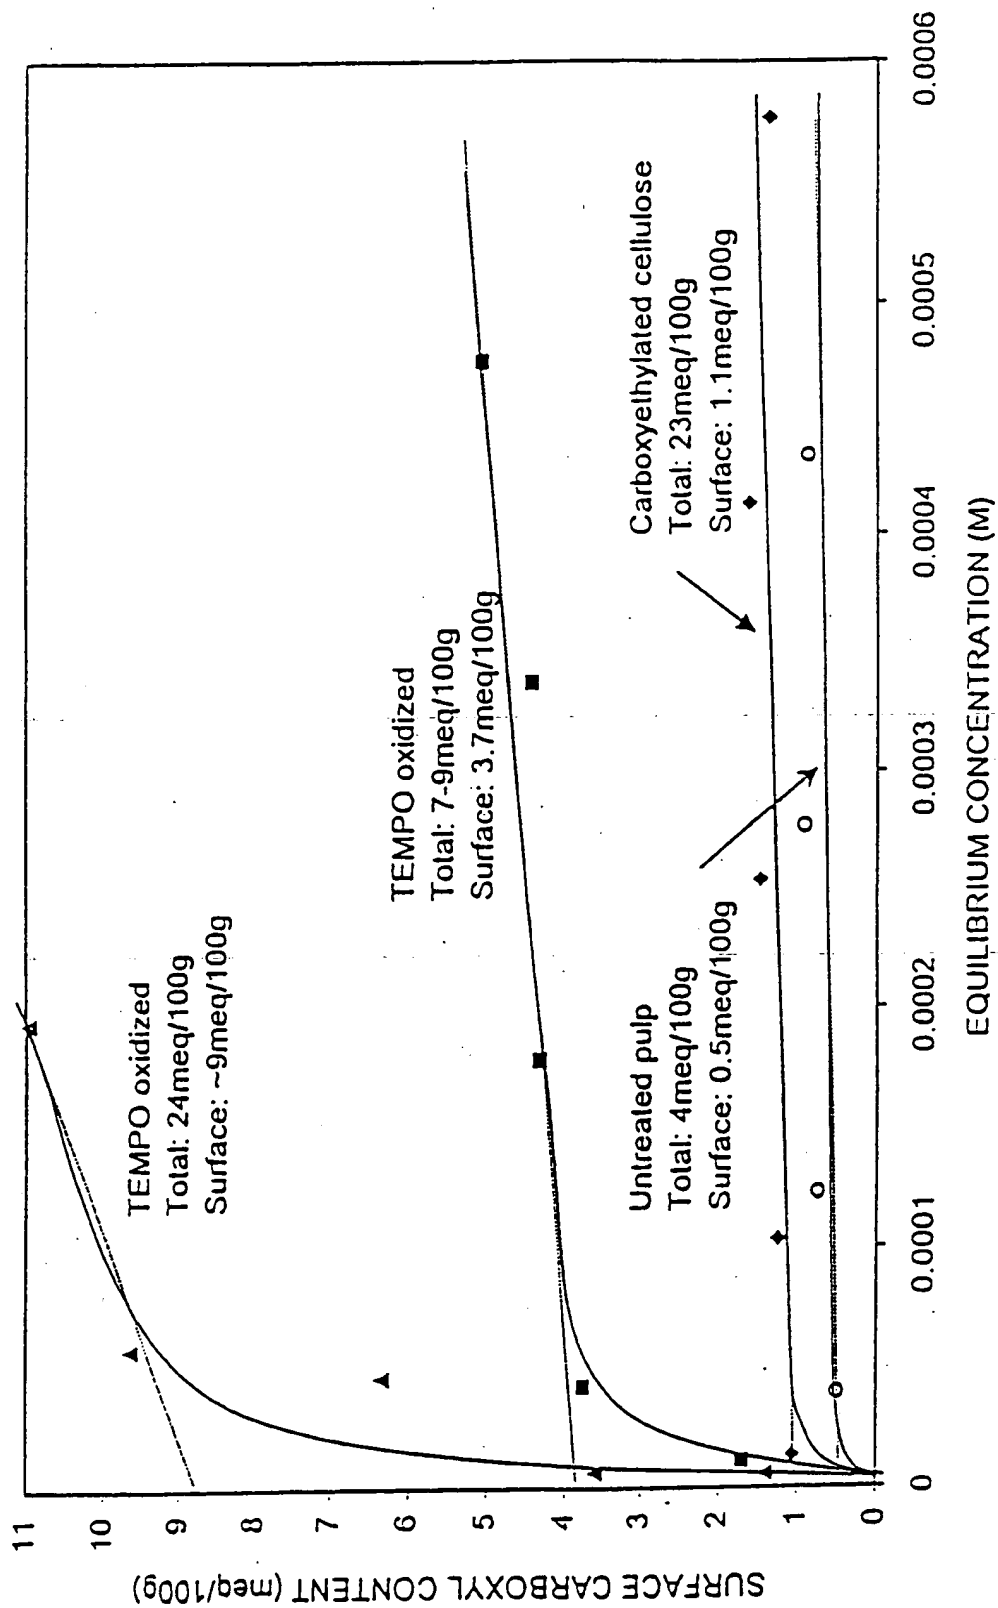 SURFACE CARBOXYL CONTENT (meq/100g)
11
10
9
8
7
6
5
4
3
2
1
0
TEMPO oxidized
Total: 24meq/100g
Surface: ~9meq/100g
TEMPO oxidized
Total: 7-9meq/100g
Surface: 3.7meq/100g
Untreated pulp
Total: 4meq/100g
Surface: 0.5meq/100g
Carboxyethylated cellulose
Total: 23meq/100g
Surface: 1.1meq/100g
0
0.0001
0.0002
0.0003
0.0004
0.0005
0.0006
EQUILIBRIUM CONCENTRATION (M)